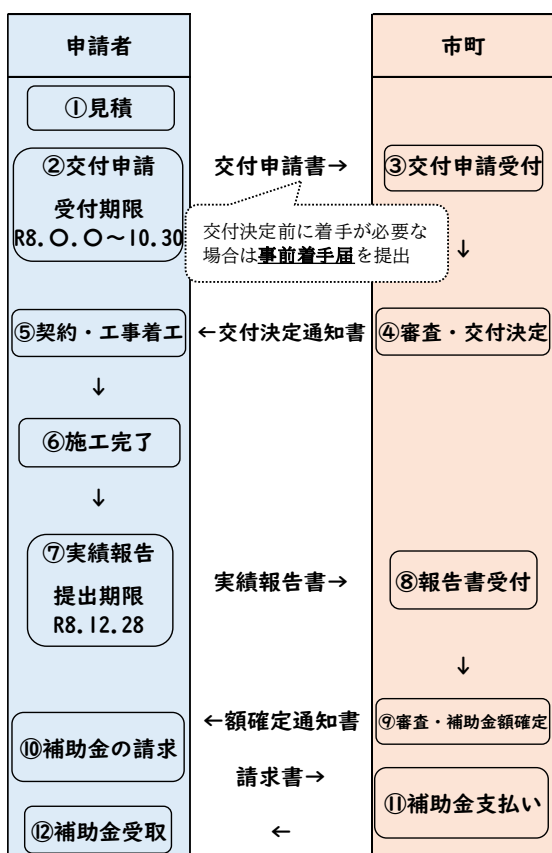 申請者
市町
①見積
②交付申請
受付期限
R8.〇.〇～10.30
交付申請書→
③交付申請受付
交付決定前に着手が必要な
場合は事前着手届を提出
↓
⑤契約・工事着工
←交付決定通知書
④審査・交付決定
↓
⑥施工完了
↓
⑦実績報告
提出期限
R8.12.28
実績報告書→
⑧報告書受付
↓
←額確定通知書
⑨審査・補助金額確定
⑩補助金の請求
請求書→
⑪補助金支払い
⑫補助金受取
←